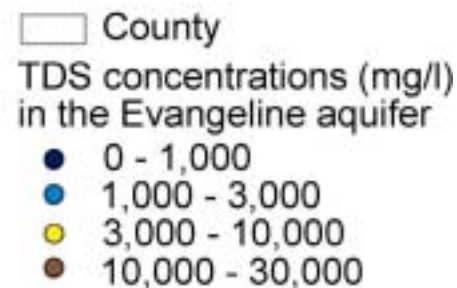 County
TDS concentrations (mg/l)
in the Evangeline aquifer
0 - 1,000
1,000 - 3,000
3,000 - 10,000
10,000 - 30,000